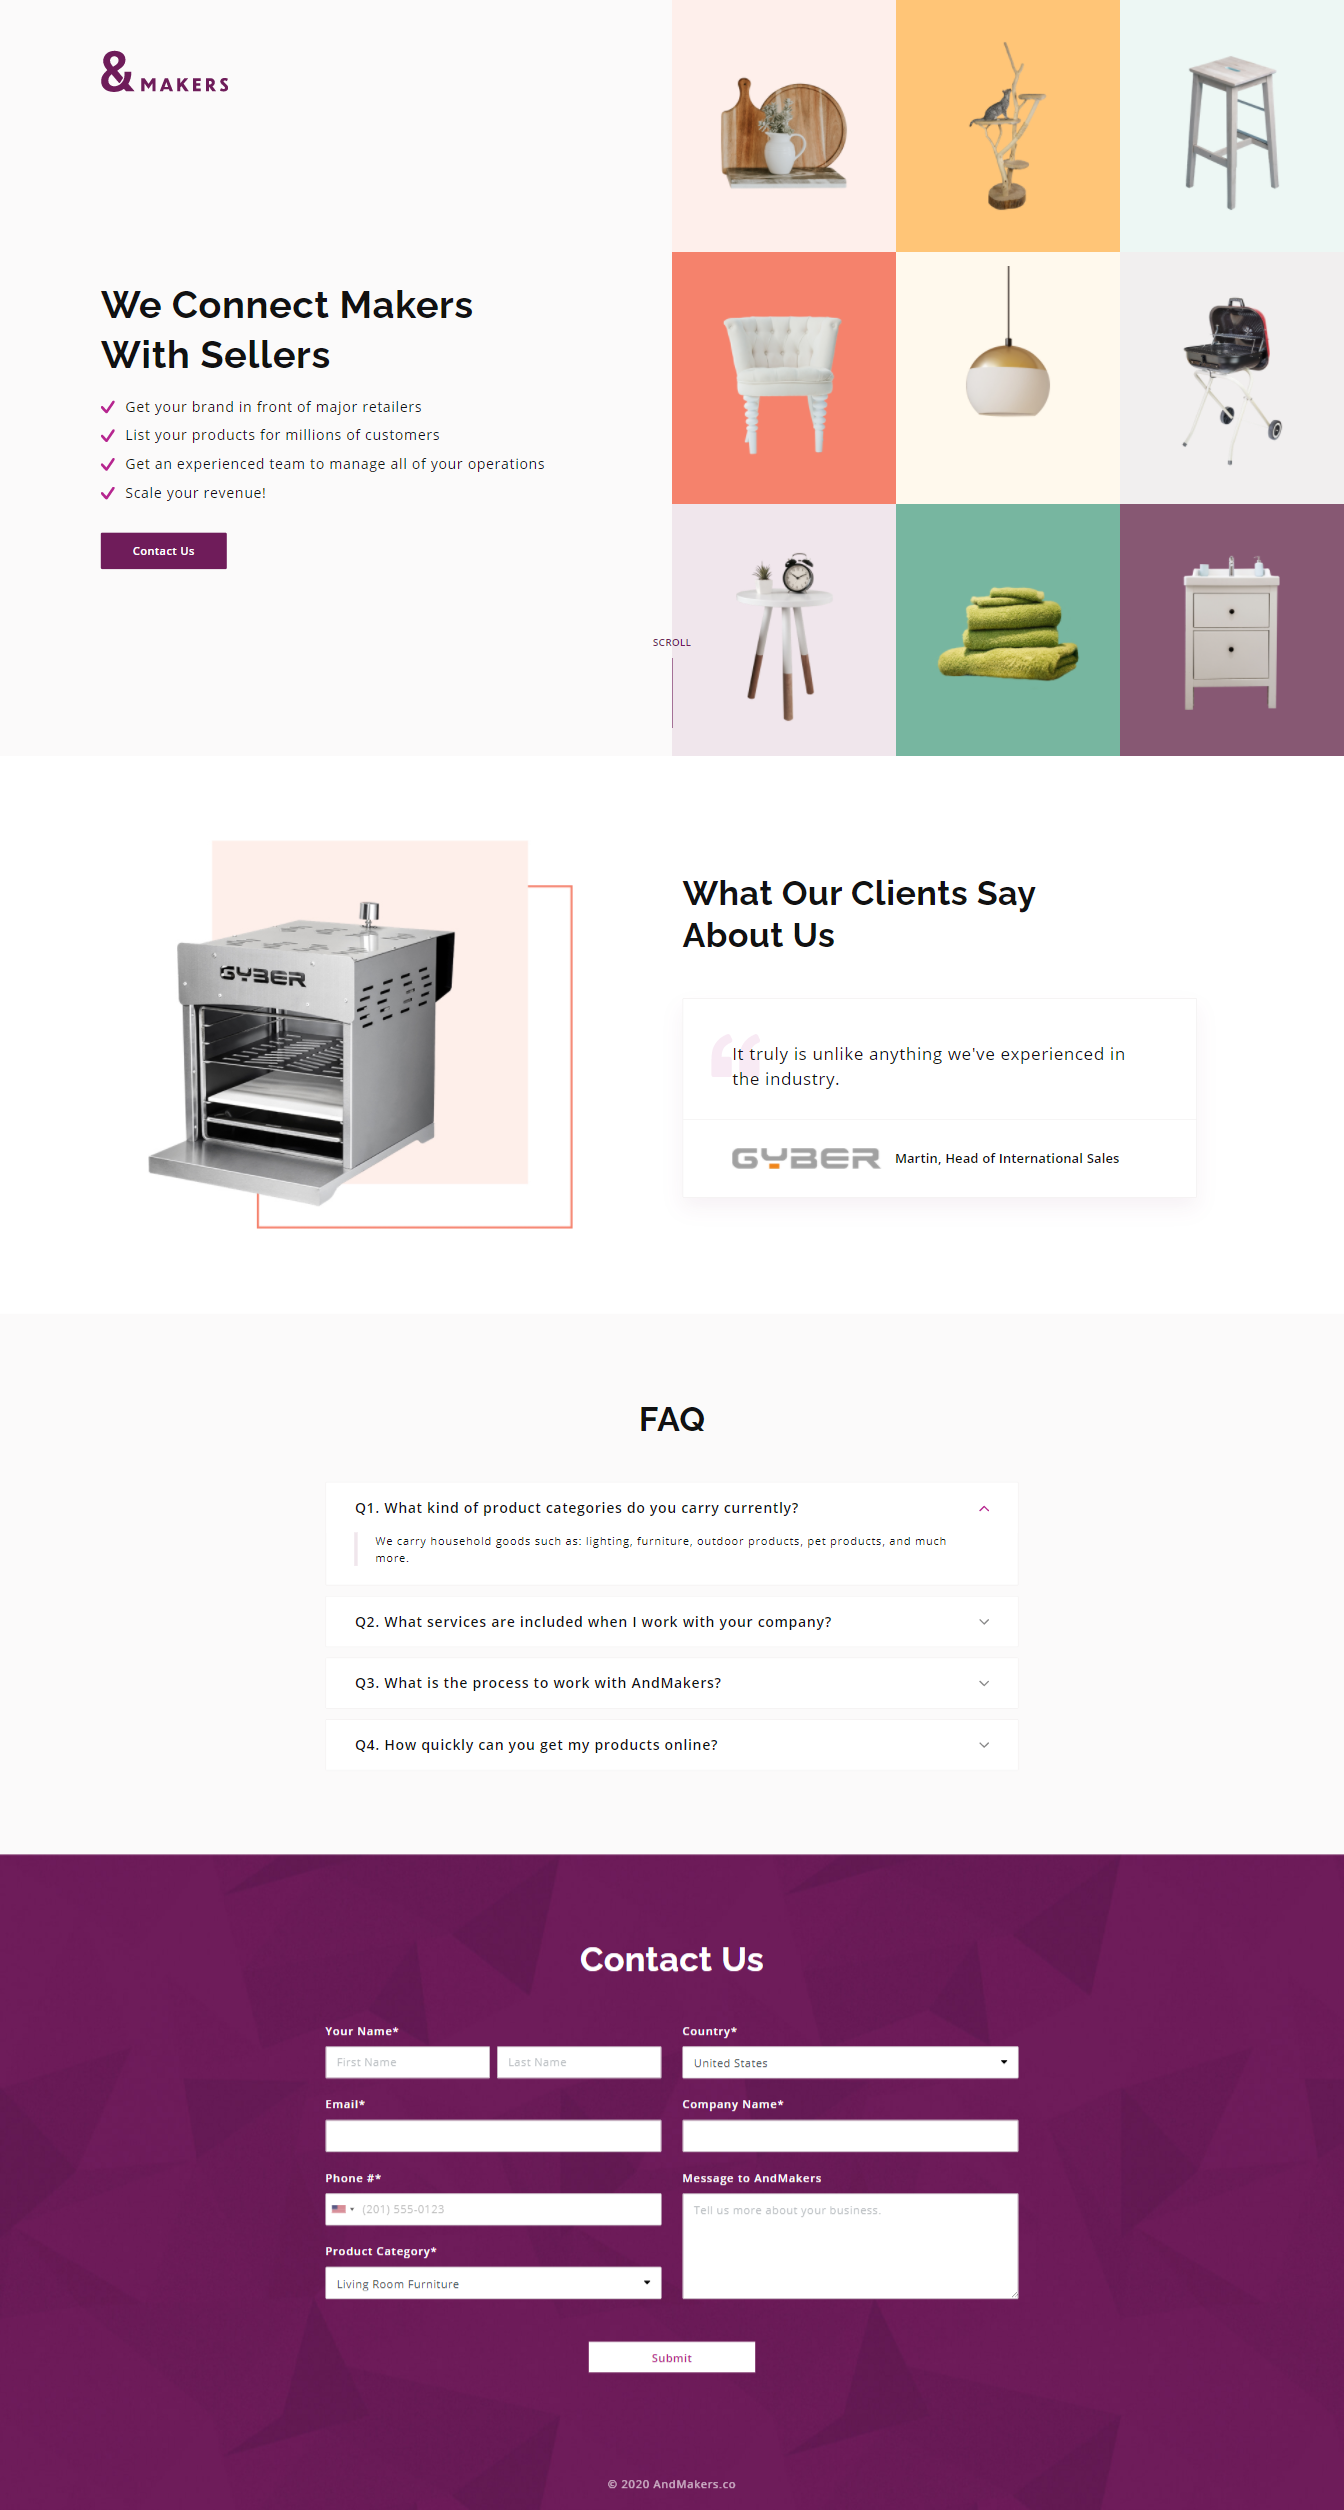 & MAKERS
We Connect Makers
With Sellers
Get your brand in front of major retailers
List your products for millions of customers
Get an experienced team to manage all of your operations
Scale your revenue!
Contact Us
SCROLL
GYBER
What Our Clients Say
About Us
It truly is unlike anything we've experienced in
the industry.
GYBER Martin, Head of International Sales
FAQ
Q1. What kind of product categories do you carry currently?
We carry household goods such as: lighting, furniture, outdoor products, pet products, and much
more.
Q2. What services are included when I work with your company?
Q3. What is the process to work with AndMakers?
Q4. How quickly can you get my products online?
Contact Us
Your Name*
First Name
Last Name
Country*
United States
Email*
Company Name*
Phone #*
(201) 555-0123
Message to AndMakers
Tell us more about your business.
Product Category*
Living Room Furniture
Submit
© 2020 AndMakers.co